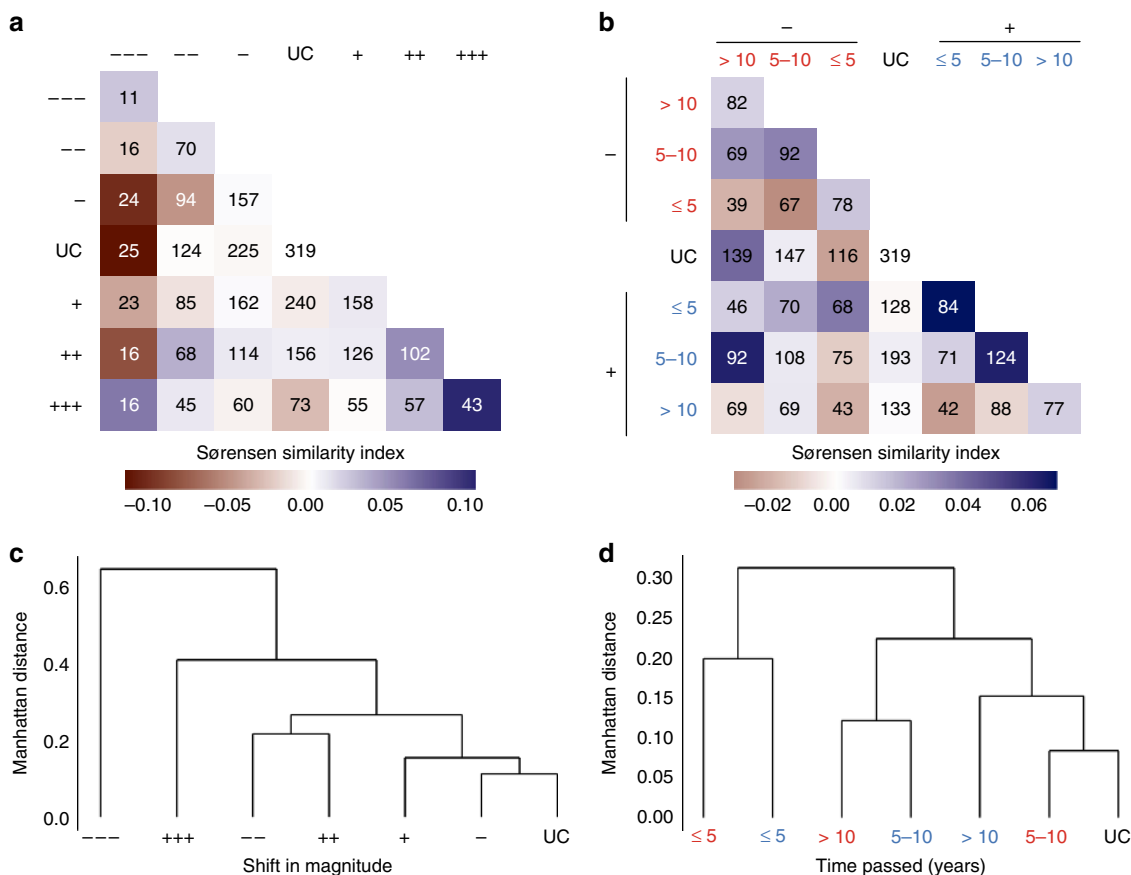 a
––– –– – UC + ++ +++
––– 11
–– 16 70
– 24 94 157
UC 25 124 225 319
+ 23 85 162 240 158
++ 16 68 114 156 126 102
+++ 16 45 60 73 55 57 43
Sørensen similarity index
–0.10 –0.05 0.00 0.05 0.10
b
– +
> 10 5–10 ≤ 5 UC ≤ 5 5–10 > 10
–
> 10 82
5–10 69 92
≤ 5 39 67 78
UC 139 147 116 319
+
≤ 5 46 70 68 128 84
5–10 92 108 75 193 71 124
> 10 69 69 43 133 42 88 77
Sørensen similarity index
–0.02 0.00 0.02 0.04 0.06
c
Manhattan distance
0.6
0.4
0.2
0.0
––– +++ –– ++ + – UC
Shift in magnitude
d
Manhattan distance
0.30
0.25
0.20
0.15
0.10
0.05
0.00
≤ 5 ≤ 5 > 10 5–10 > 10 5–10 UC
Time passed (years)